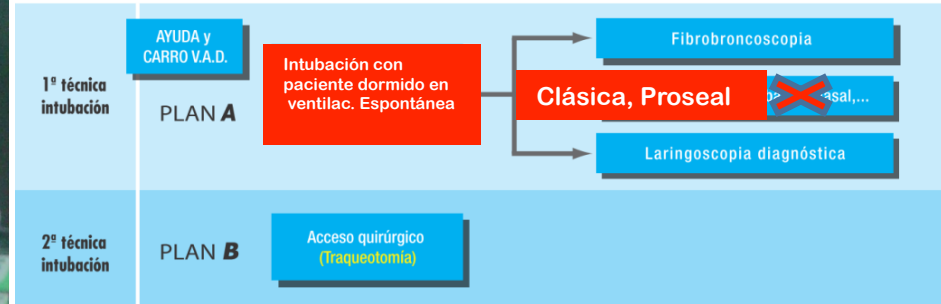 AYUDA y
CARRO V.A.D.
1ª técnica
intubación
PLAN A
Intubación con
paciente dormido en
ventilac. Espontánea
Fibrobroncoscopia
Clásica, Proseal
asal,...
Laringoscopia diagnóstica
2ª técnica
intubación
PLAN B
Acceso quirúrgico
(Traqueotomía)